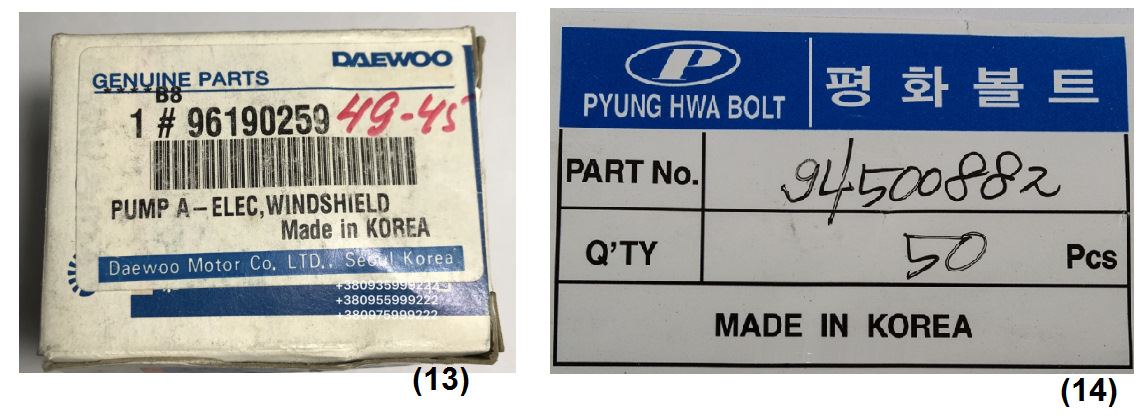 DAEWOO
GENUINE PARTS
****B8
1 # 96190259 49-45
PUMP A-ELEC,WINDSHIELD
Made in KOREA
Daewoo Motor Co. LTD., Seoul Korea
+380935999222
+380955999222
+380975999222
(13)
P
PYUNG HWA BOLT
평화볼트
PART No. 94500882
Q'TY 50 Pcs
MADE IN KOREA
(14)